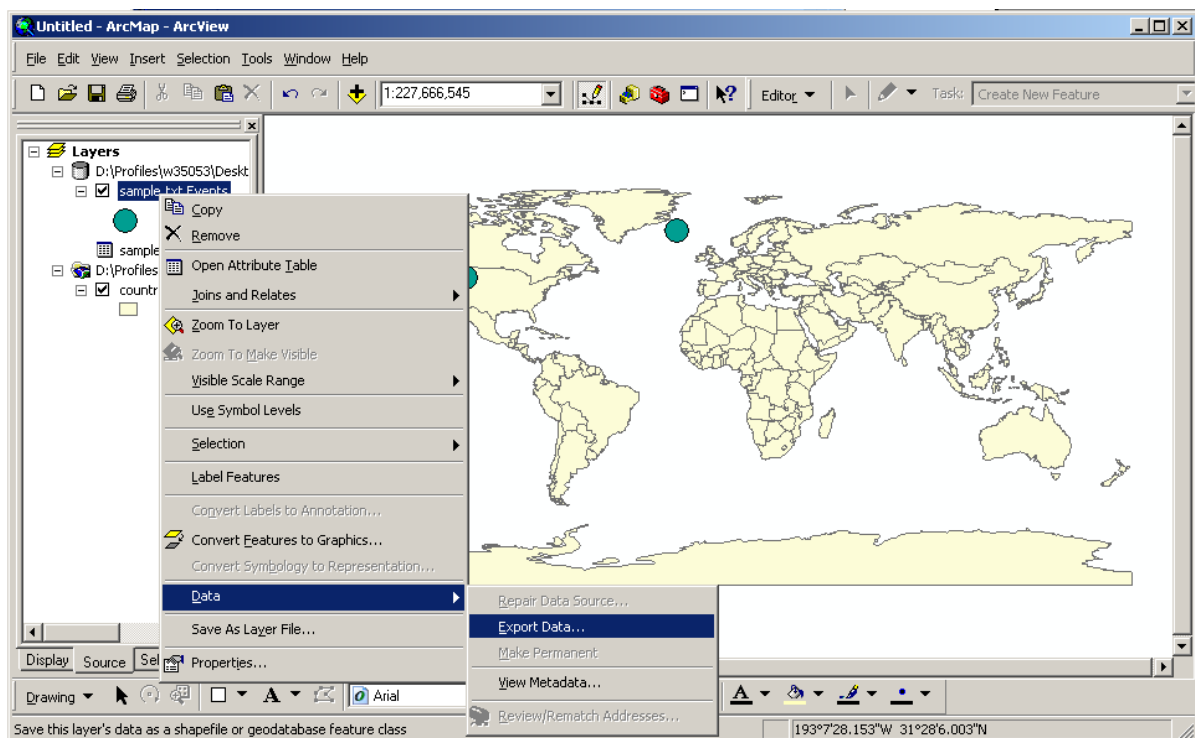 Untitled - ArcMap - ArcView
File Edit View Insert Selection Tools Window Help
1:227,666,545
Editor
Task: Create New Feature
Layers
D:\Profiles\w35053\Deskt
sample.txt Events
sample
D:\Profiles
countr
Copy
Remove
Open Attribute Table
Joins and Relates
Zoom To Layer
Zoom To Make Visible
Visible Scale Range
Use Symbol Levels
Selection
Label Features
Convert Labels to Annotation...
Convert Features to Graphics...
Convert Symbology to Representation...
Data
Save As Layer File...
Properties...
Repair Data Source...
Export Data...
Make Permanent
View Metadata...
Review/Rematch Addresses...
Display Source Sel
Drawing A Arial A
Save this layer's data as a shapefile or geodatabase feature class
193°7'28.153"W 31°28'6.003"N